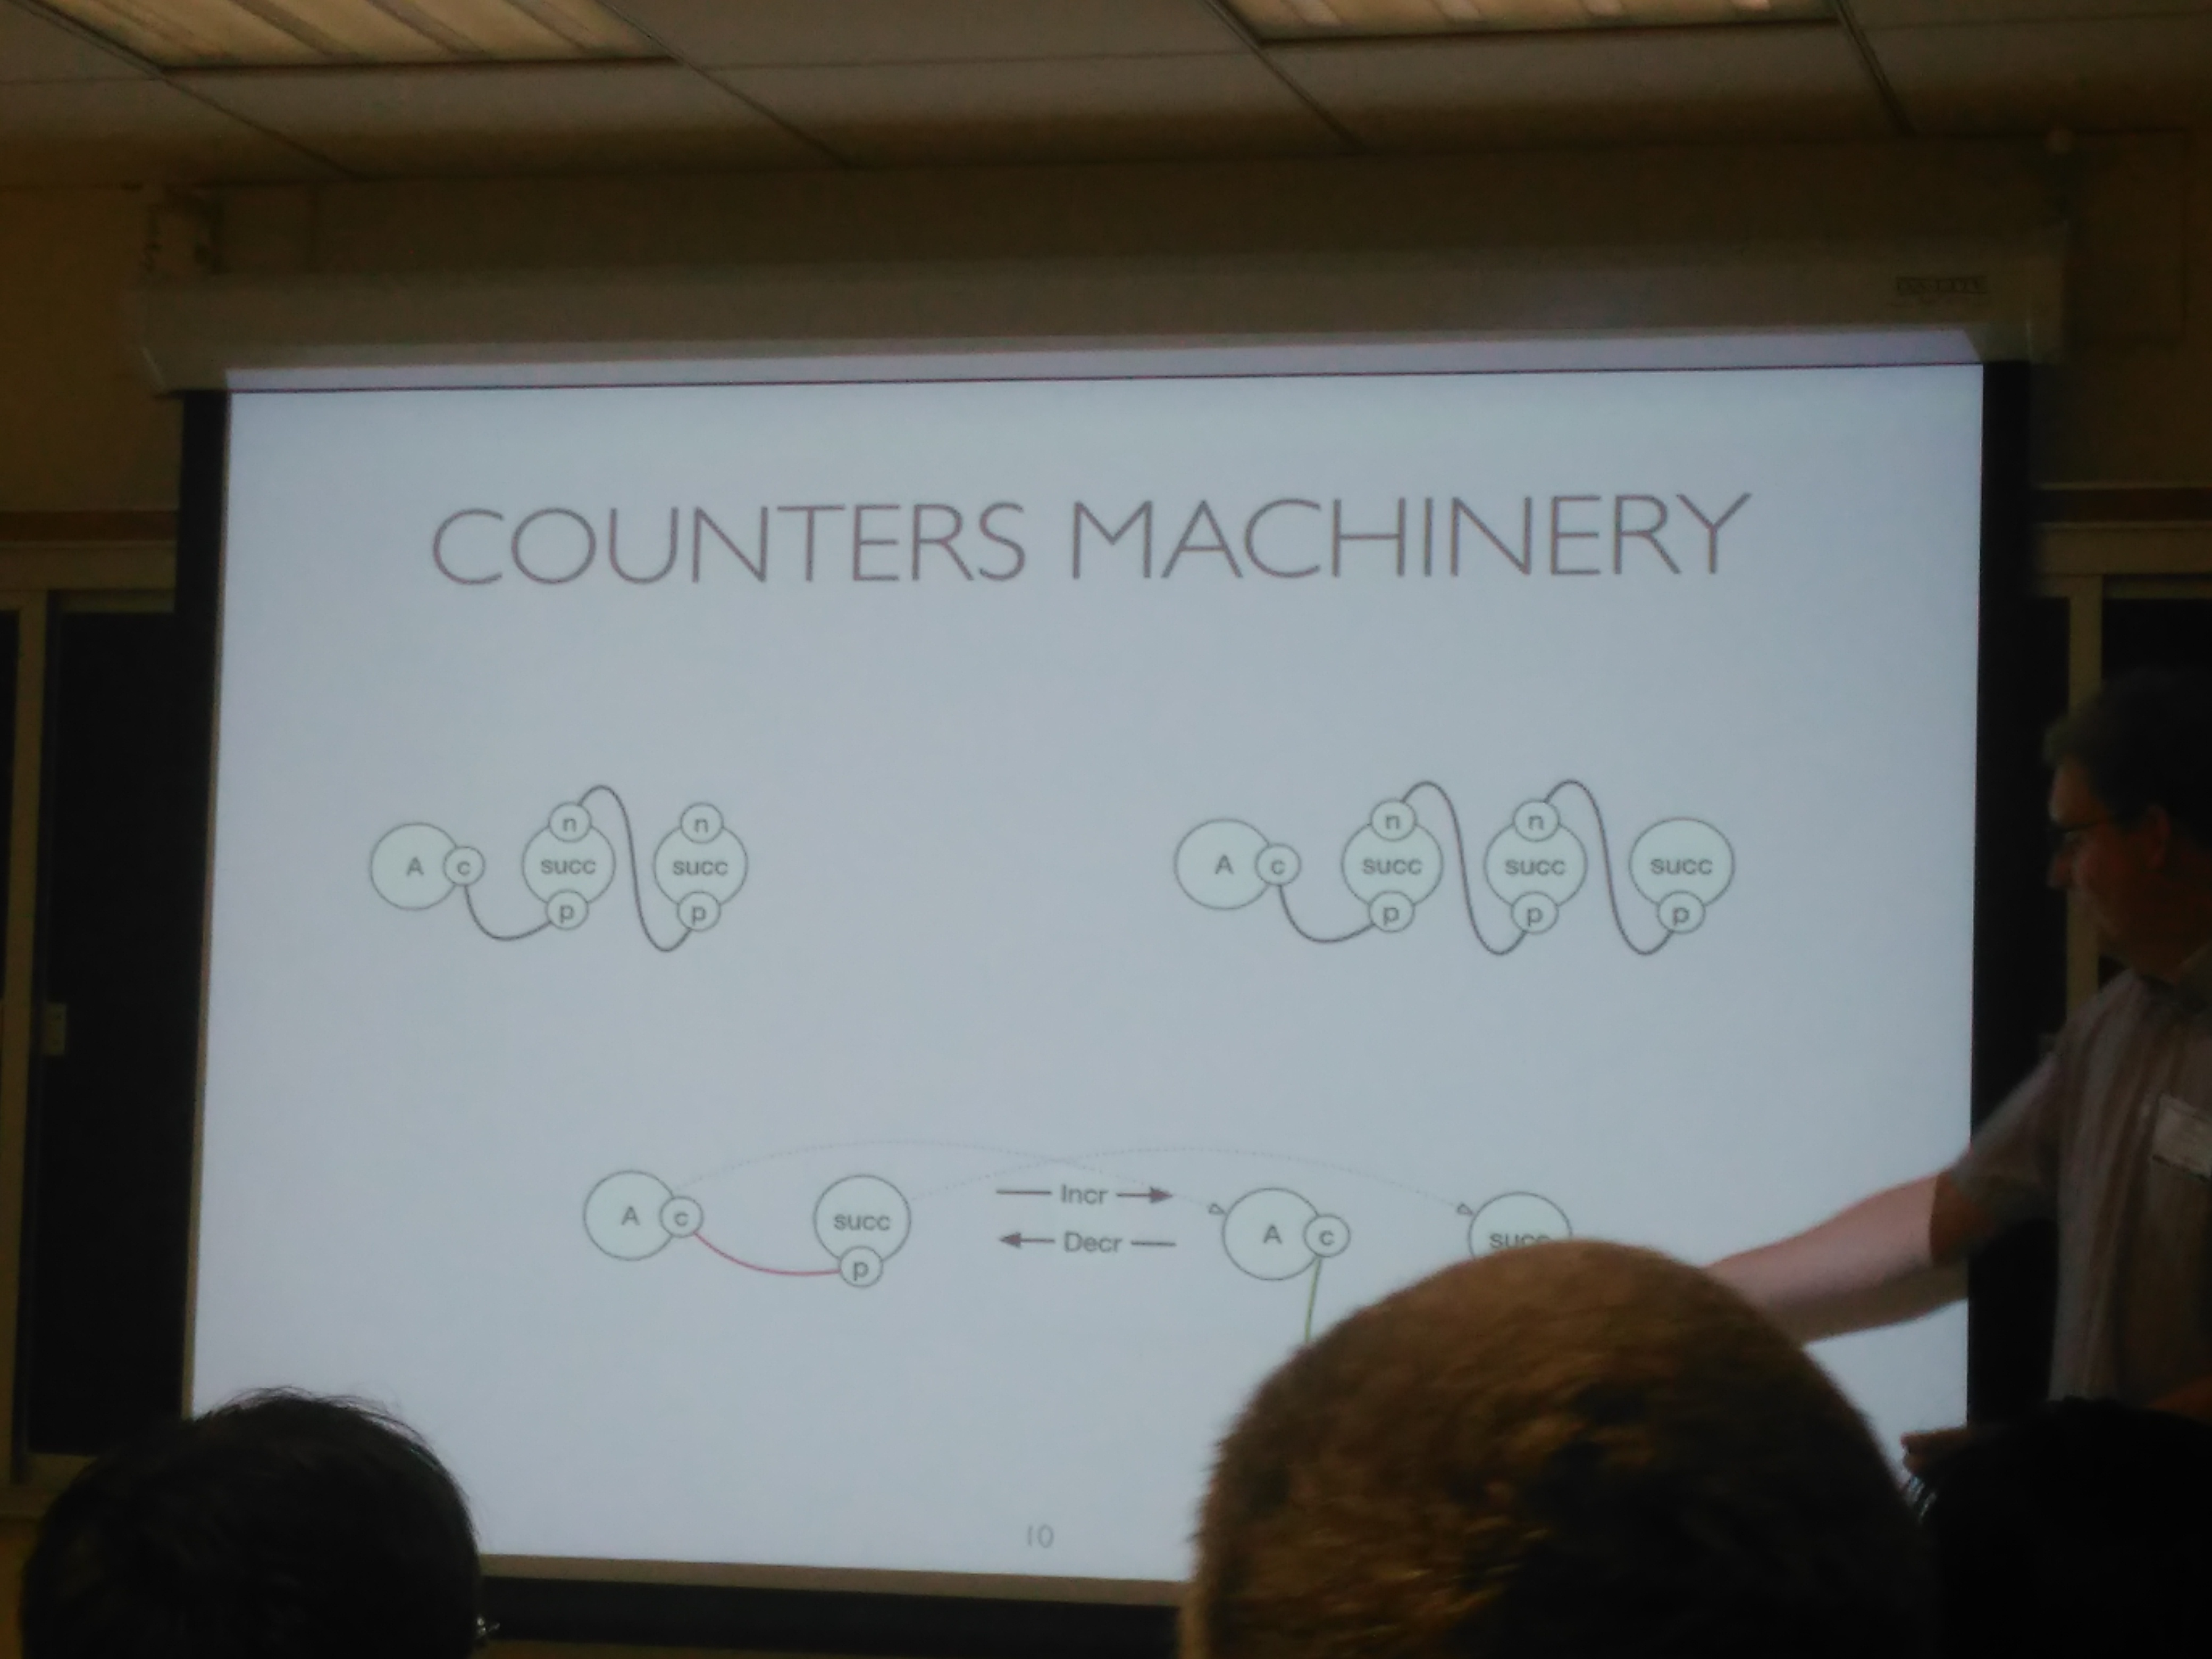 COUNTERS MACHINERY
n n n n
A c succ succ A c succ succ succ
p p p p p
A c succ Incr A c succ
p Decr
10